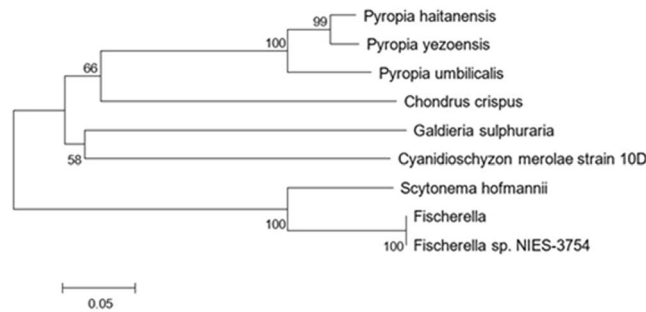 99
Pyropia haitanensis
100
Pyropia yezoensis
66
Pyropia umbilicalis
Chondrus crispus
Galdieria sulphuraria
58
Cyanidioschyzon merolae strain 10D
Scytonema hofmannii
100
Fischerella
100
Fischerella sp. NIES-3754
0.05